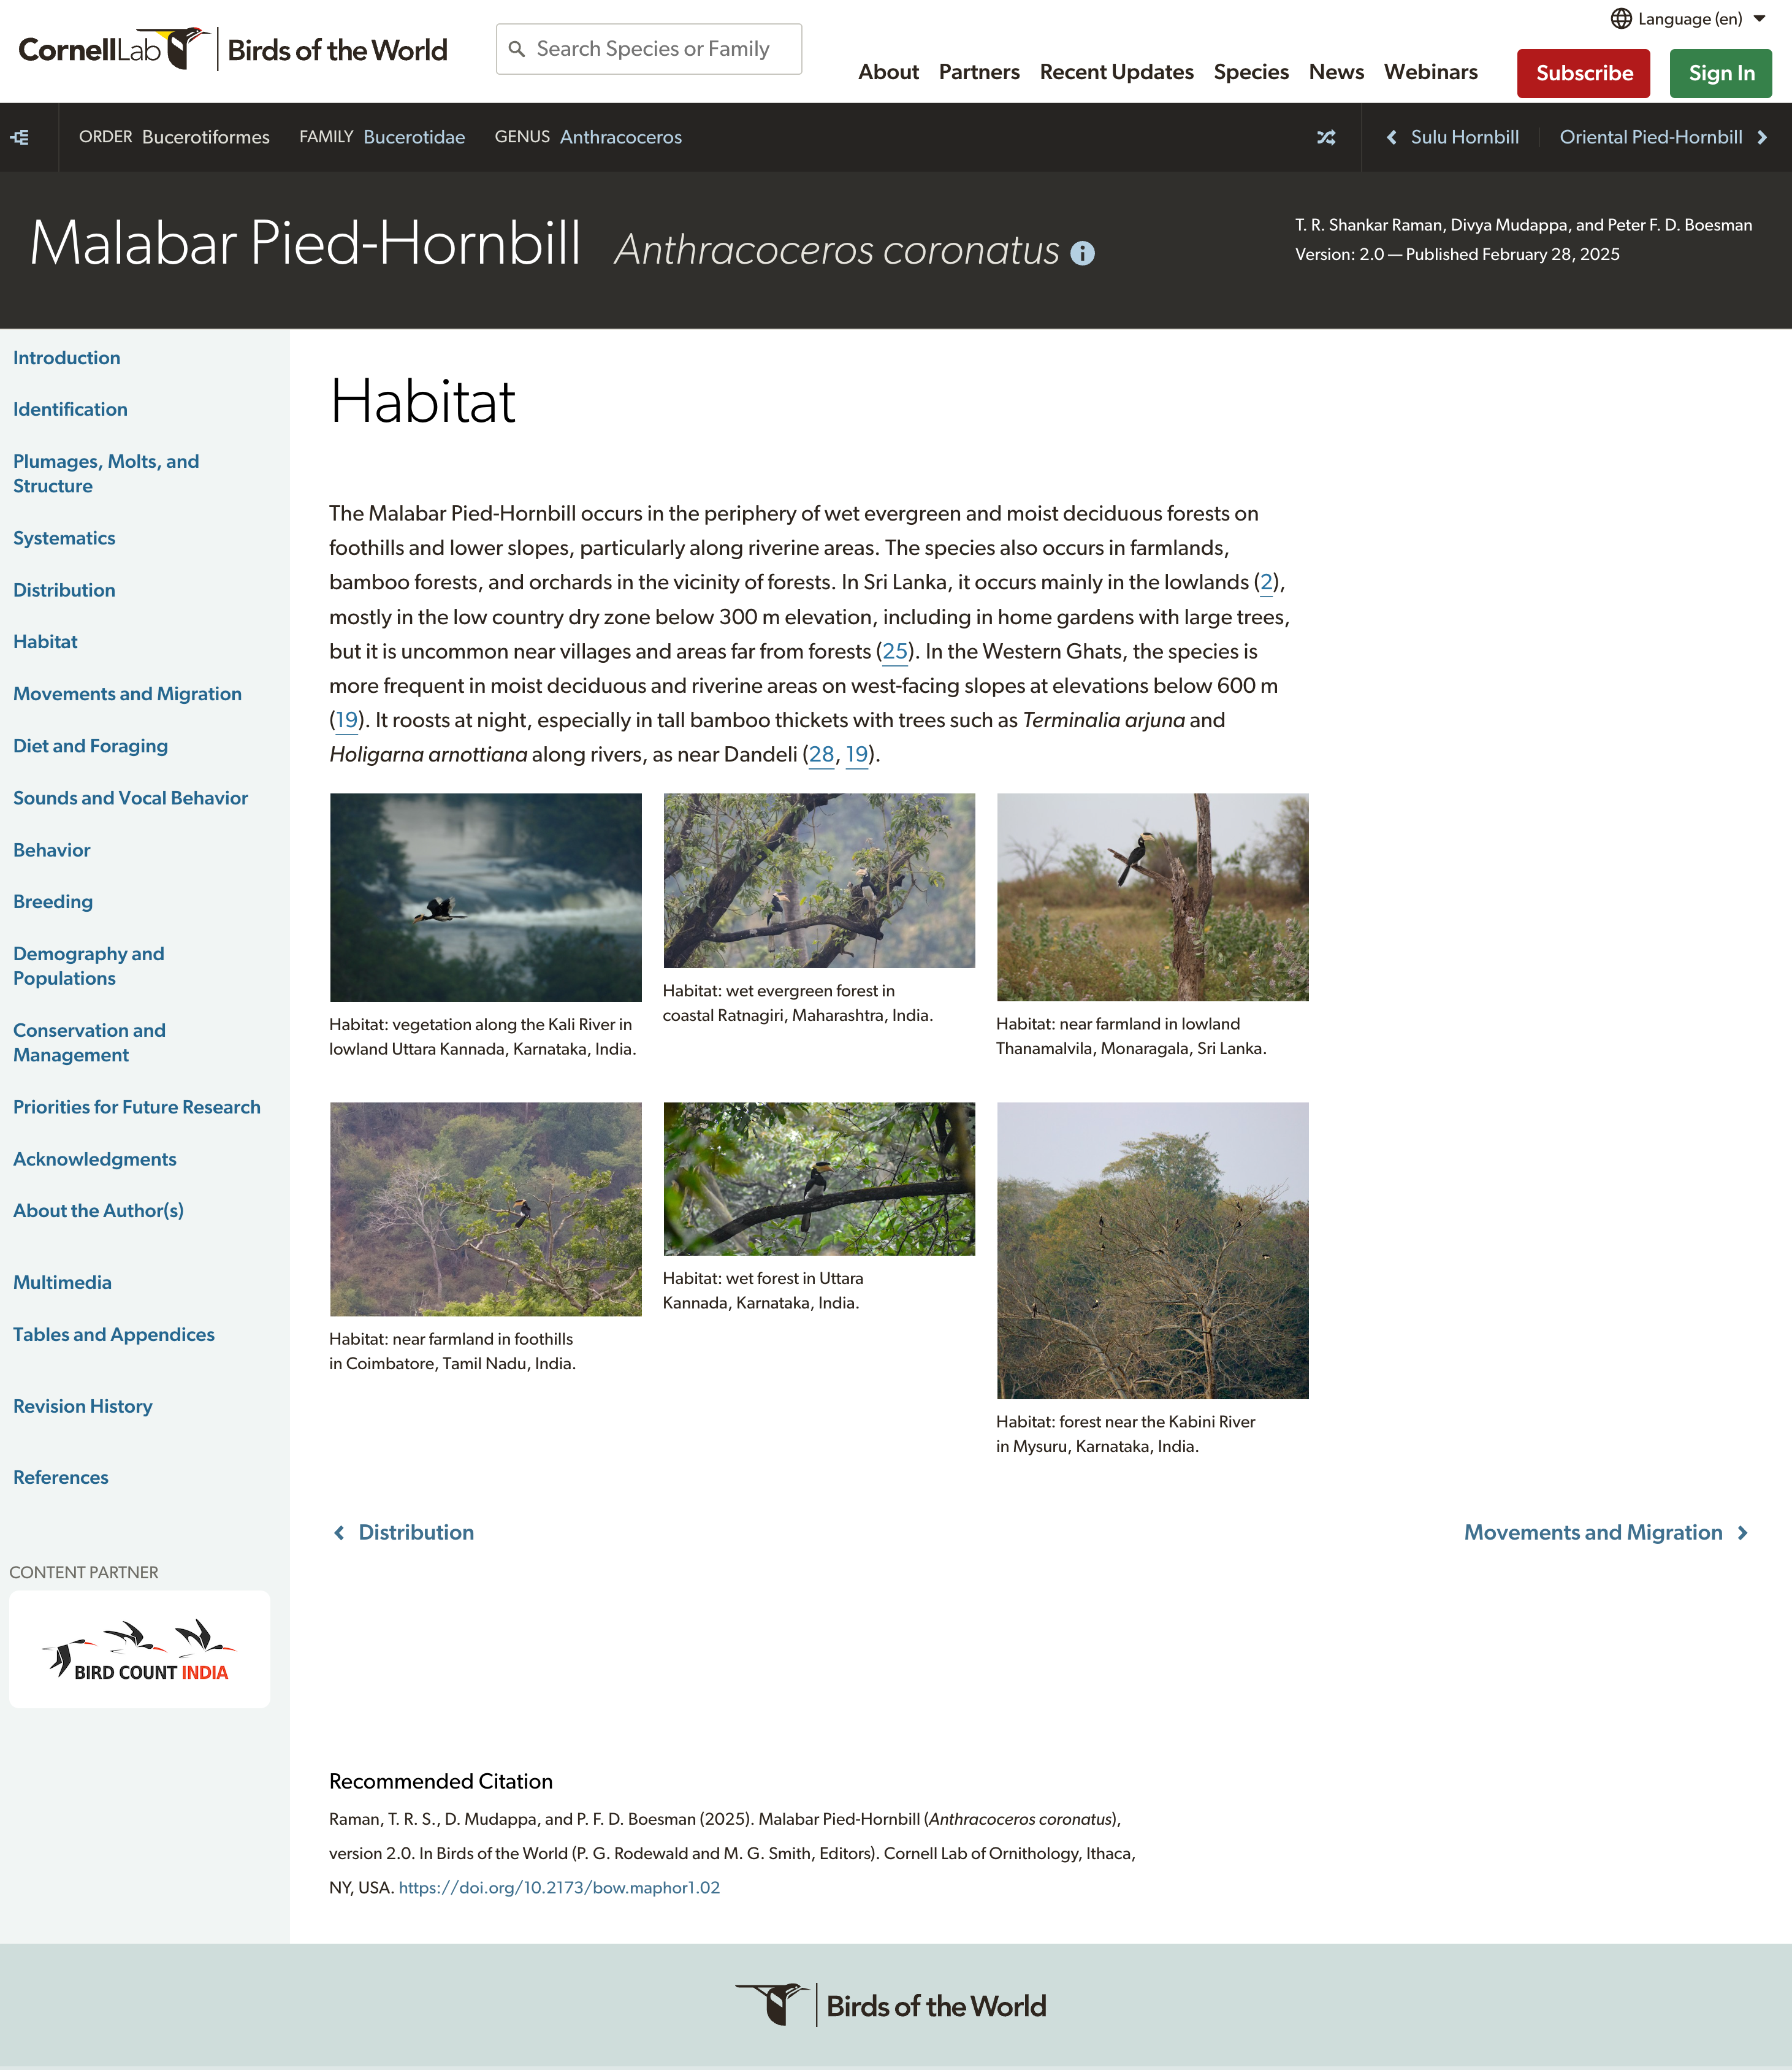 Language (en)
CornellLab
Birds of the World
Search Species or Family
About Partners Recent Updates Species News Webinars Subscribe Sign In
ORDER Bucerotiformes FAMILY Bucerotidae GENUS Anthracoceros Sulu Hornbill Oriental Pied-Hornbill
Malabar Pied-Hornbill Anthracoceros coronatus
T. R. Shankar Raman, Divya Mudappa, and Peter F. D. Boesman
Version: 2.0 — Published February 28, 2025
Introduction
Identification
Plumages, Molts, and
Structure
Systematics
Distribution
Habitat
Movements and Migration
Diet and Foraging
Sounds and Vocal Behavior
Behavior
Breeding
Demography and
Populations
Conservation and
Management
Priorities for Future Research
Acknowledgments
About the Author(s)
Multimedia
Tables and Appendices
Revision History
References
CONTENT PARTNER
BIRD COUNT INDIA
Habitat
The Malabar Pied-Hornbill occurs in the periphery of wet evergreen and moist deciduous forests on
foothills and lower slopes, particularly along riverine areas. The species also occurs in farmlands,
bamboo forests, and orchards in the vicinity of forests. In Sri Lanka, it occurs mainly in the lowlands (2),
mostly in the low country dry zone below 300 m elevation, including in home gardens with large trees,
but it is uncommon near villages and areas far from forests (25). In the Western Ghats, the species is
more frequent in moist deciduous and riverine areas on west-facing slopes at elevations below 600 m
(19). It roosts at night, especially in tall bamboo thickets with trees such as Terminalia arjuna and
Holigarna arnottiana along rivers, as near Dandeli (28, 19).
Habitat: vegetation along the Kali River in
lowland Uttara Kannada, Karnataka, India.
Habitat: wet evergreen forest in
coastal Ratnagiri, Maharashtra, India.
Habitat: near farmland in lowland
Thanamalvila, Monaragala, Sri Lanka.
Habitat: near farmland in foothills
in Coimbatore, Tamil Nadu, India.
Habitat: wet forest in Uttara
Kannada, Karnataka, India.
Habitat: forest near the Kabini River
in Mysuru, Karnataka, India.
Distribution
Movements and Migration
Recommended Citation
Raman, T. R. S., D. Mudappa, and P. F. D. Boesman (2025). Malabar Pied-Hornbill (Anthracoceros coronatus),
version 2.0. In Birds of the World (P. G. Rodewald and M. G. Smith, Editors). Cornell Lab of Ornithology, Ithaca,
NY, USA. https://doi.org/10.2173/bow.maphor1.02
Birds of the World